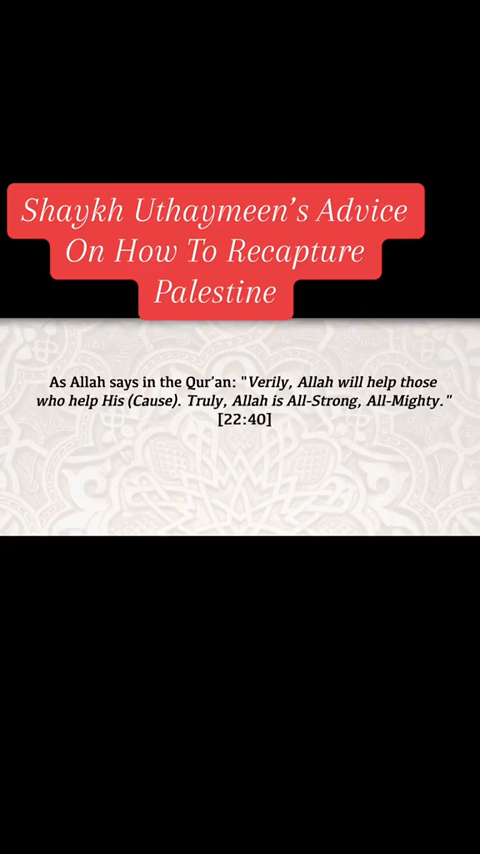 Shaykh Uthaymeen's Advice
On How To Recapture
Palestine
As Allah says in the Qur'an: "Verily, Allah will help those
who help His (Cause). Truly, Allah is All-Strong, All-Mighty."
[22:40]